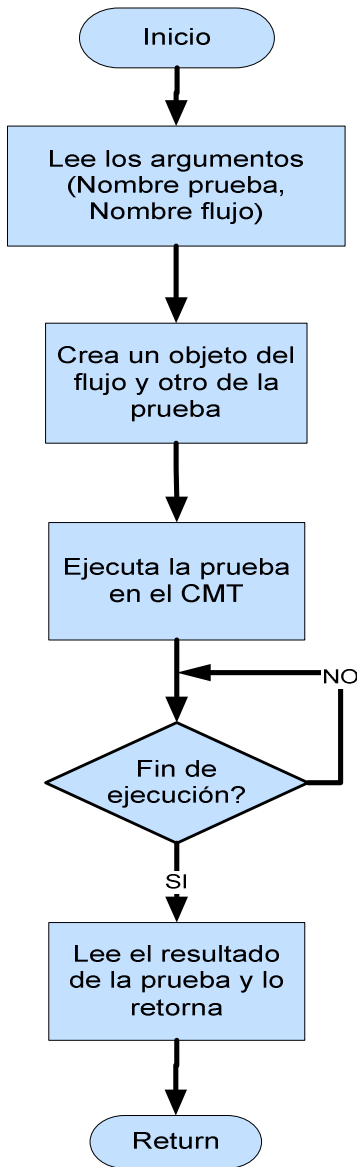 Inicio
Lee los argumentos
(Nombre prueba,
Nombre flujo)
Crea un objeto del
flujo y otro de la
prueba
Ejecuta la prueba
en el CMT
NO
Fin de
ejecución?
SI
Lee el resultado
de la prueba y lo
retorna
Return